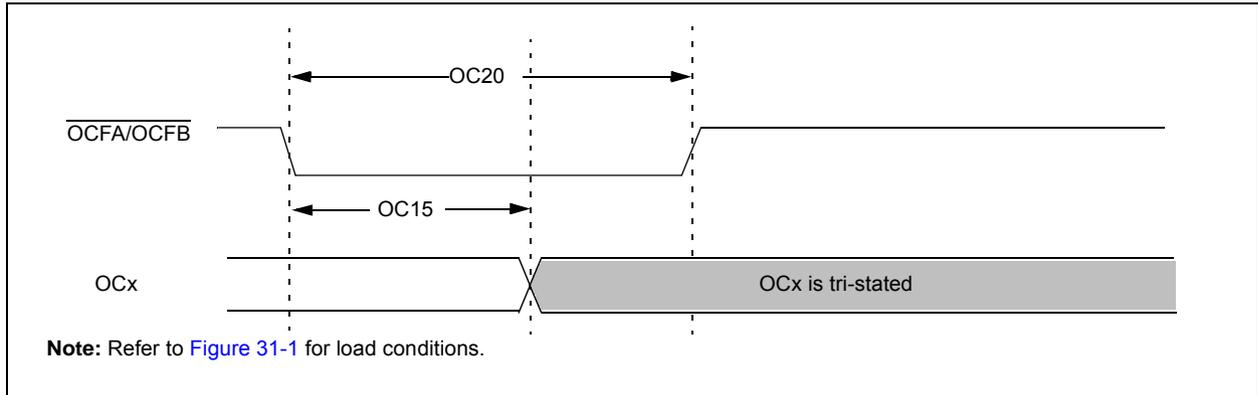 OC20
OCFA/OCFB
OC15
OCx
OCx is tri-stated
Note: Refer to Figure 31-1 for load conditions.